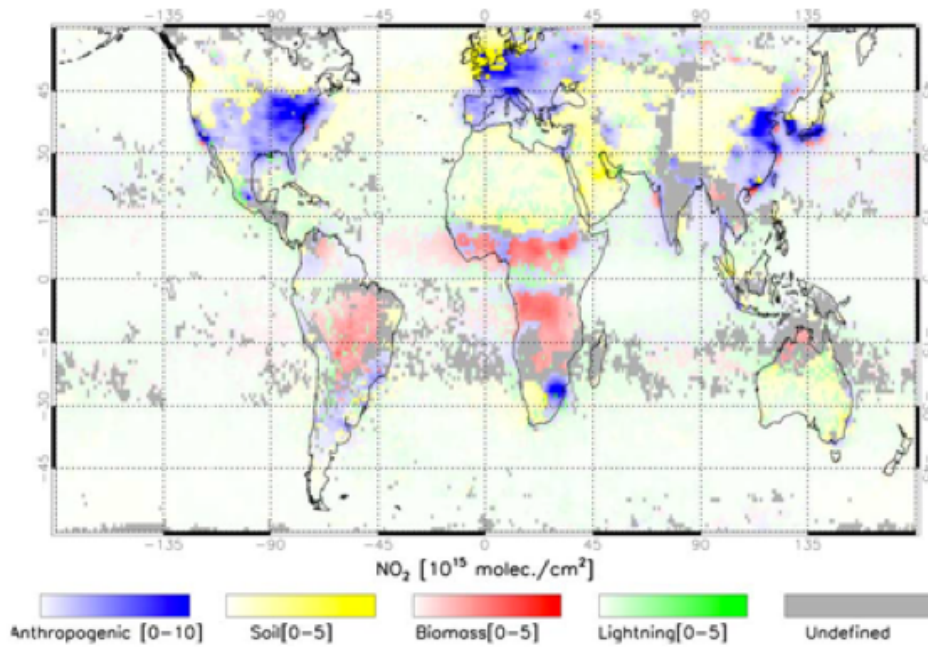 −135 −90 −45 0 45 90 135
45
30
15
0
−15
−30
−45
−135 −90 −45 0 45 90 135
NO₂ [10¹⁵ molec./cm²]
Anthropogenic [0−10] Soil[0−5] Biomass[0−5] Lightning[0−5] Undefined